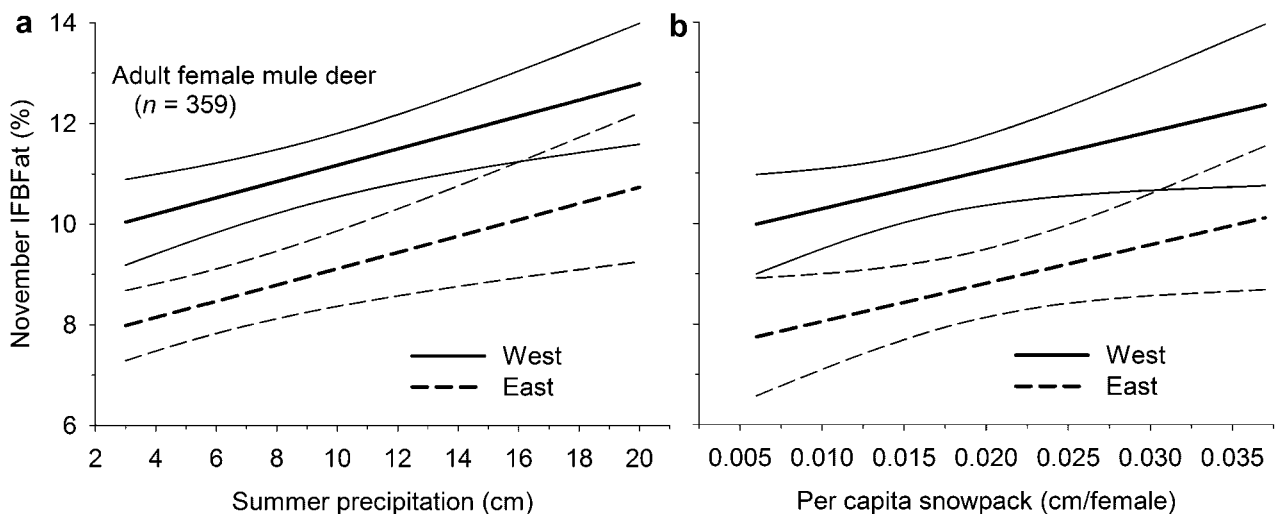 a
14
12
10
8
6
November IFBFat (%)
Adult female mule deer
(n = 359)
West
East
2 4 6 8 10 12 14 16 18 20
Summer precipitation (cm)
b
West
East
0.005 0.010 0.015 0.020 0.025 0.030 0.035
Per capita snowpack (cm/female)